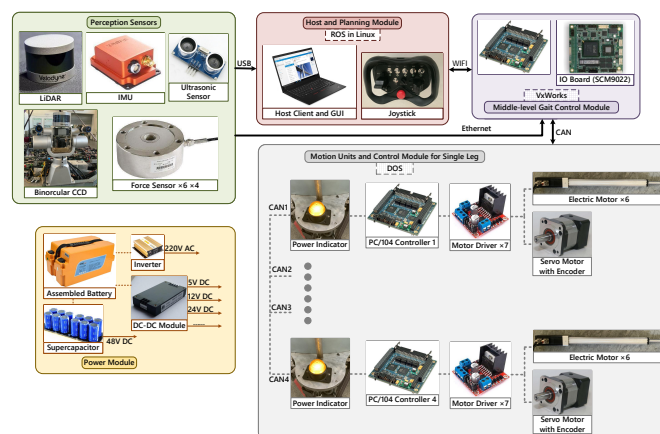 Perception Sensors
Velodyne
LiDAR
IMU
Ultrasonic
Sensor
Binorcular CCD
Force Sensor ×6 ×4
USB
Host and Planning Module
ROS in Linux
Host Client and GUI
Joystick
WIFI
IO Board (SCM9022)
VxWorks
Middle-level Gait Control Module
Ethernet
CAN
Motion Units and Control Module for Single Leg
DOS
CAN1
Power Indicator
PC/104 Controller 1
Motor Driver ×7
Electric Motor ×6
Servo Motor
with Encoder
CAN2
CAN3
CAN4
Power Indicator
PC/104 Controller 4
Motor Driver ×7
Electric Motor ×6
Servo Motor
with Encoder
Assembled Battery
Inverter
220V AC
5V DC
12V DC
24V DC
DC-DC Module
Supercapacitor
48V DC
Power Module